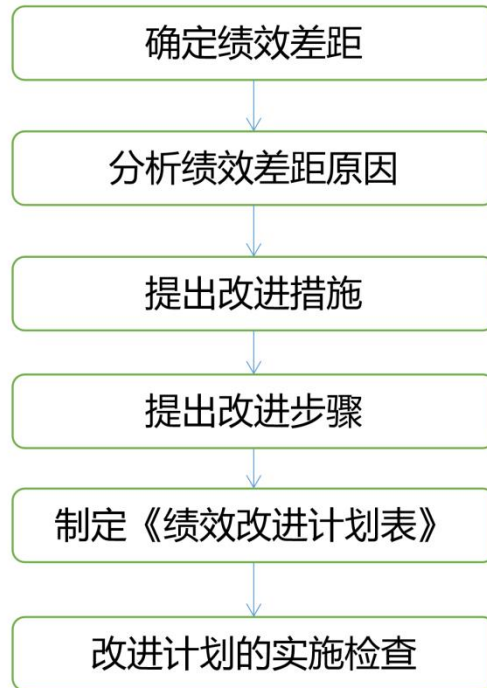 确定绩效差距
分析绩效差距原因
提出改进措施
提出改进步骤
制定《绩效改进计划表》
改进计划的实施检查